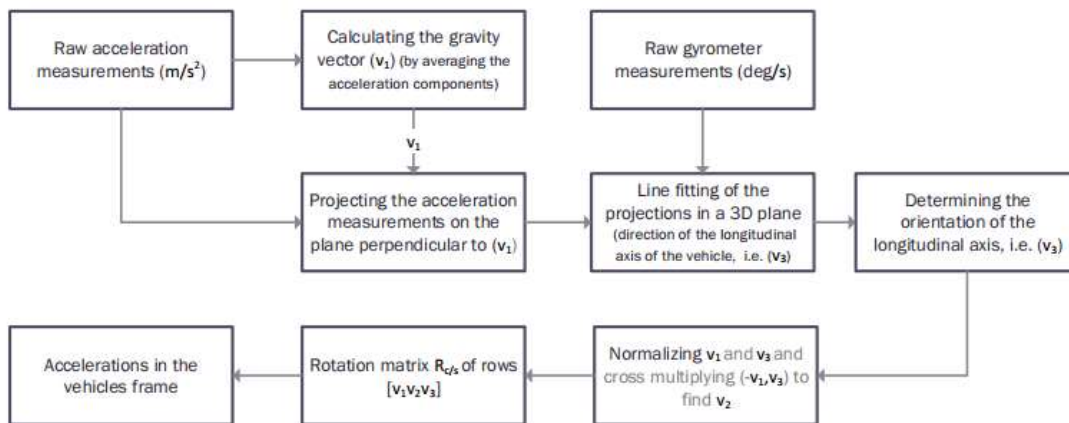 Raw acceleration
measurements (m/s²)
Calculating the gravity
vector (v₁) (by averaging the
acceleration components)
Raw gyrometer
measurements (deg/s)
v₁
Projecting the acceleration
measurements on the
plane perpendicular to (v₁)
Line fitting of the
projections in a 3D plane
(direction of the longitudinal
axis of the vehicle, i.e. (v₃)
Determining the
orientation of the
longitudinal axis, i.e. (v₃)
Accelerations in the
vehicles frame
Rotation matrix R꜀/ₛ of rows
[v₁v₂v₃]
Normalizing v₁ and v₃ and
cross multiplying (-v₁,v₃) to
find v₂